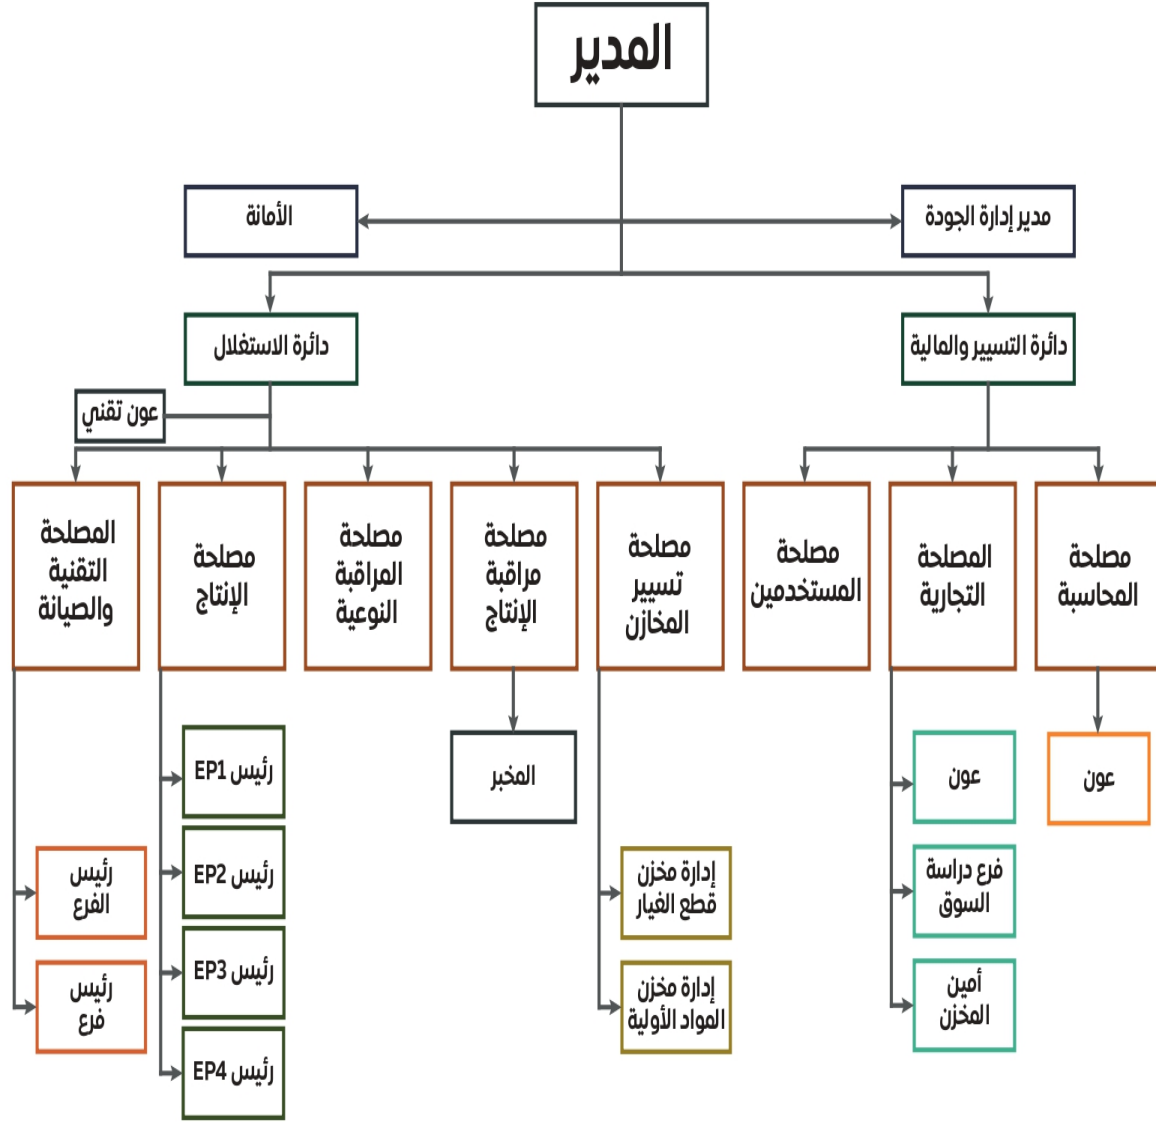 المدير
مدير إدارة الجودة
الأمانة
دائرة التسيير والمالية
دائرة الاستغلال
عون تقني
مصلحة
المحاسبة
المصلحة
التجارية
مصلحة
المستخدمين
مصلحة
تسيير
المخازن
مصلحة
مراقبة
الإنتاج
مصلحة
المراقبة
النوعية
مصلحة
الإنتاج
المصلحة
التقنية
والصيانة
عون
عون
فرع دراسة
السوق
أمين
المخزن
إدارة مخزن
قطع الغيار
إدارة مخزن
المواد الأولية
المخبر
رئيس EP1
رئيس EP2
رئيس EP3
رئيس EP4
رئيس
الفرع
رئيس
فرع